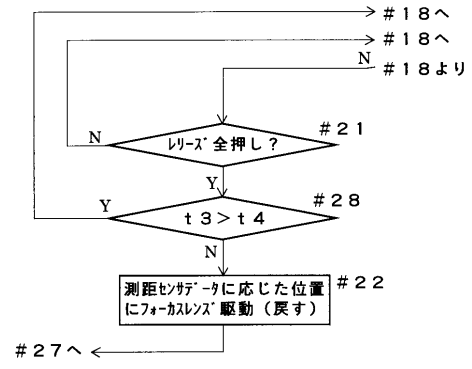 #18へ
#18へ
N
#18より
#21
N
ﾚﾘｰｽﾞ全押し？
Y
#28
Y
t3＞t4
N
#22
測距ｾﾝｻﾃﾞｰﾀに応じた位置
にﾌｫｰｶｽﾚﾝｽﾞ駆動（戻す）
#27へ